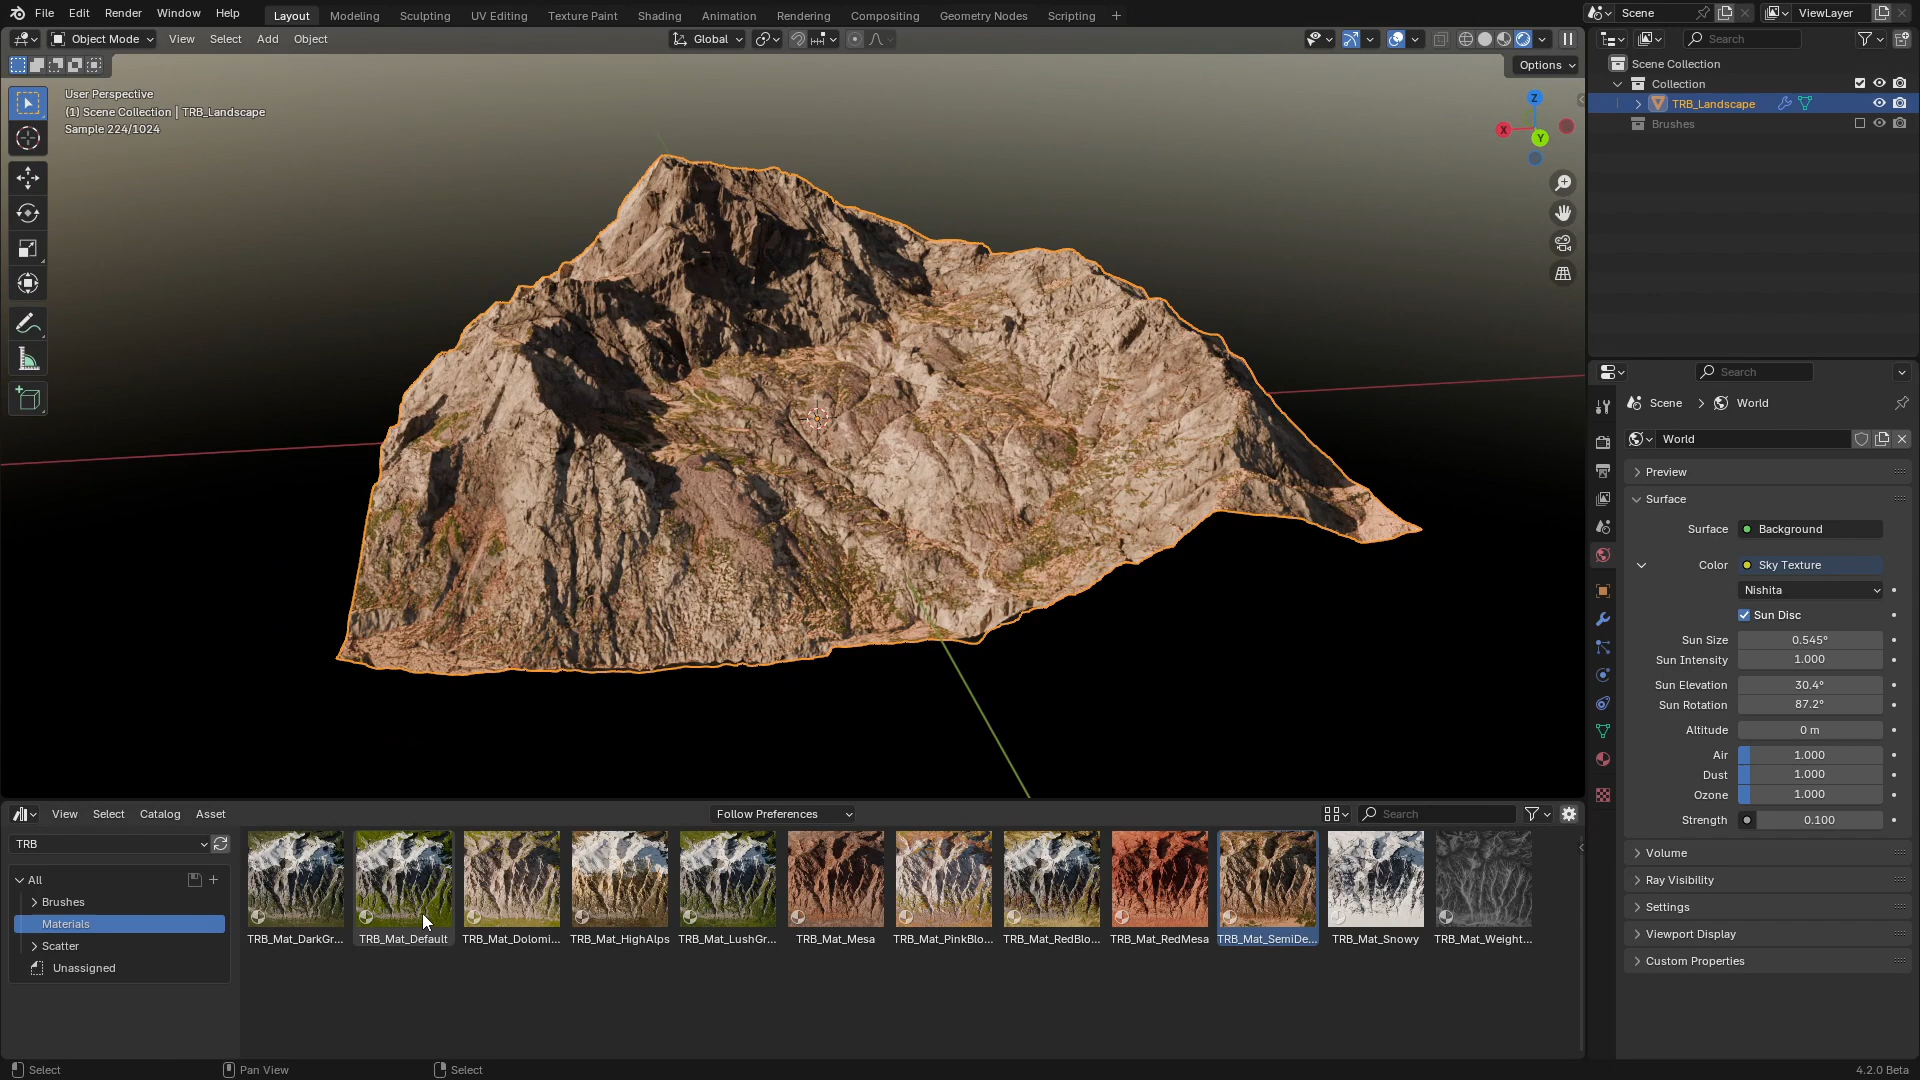 File Edit Render Window Help
Layout Modeling Sculpting UV Editing Texture Paint Shading Animation Rendering Compositing Geometry Nodes Scripting +
Scene ViewLayer
Object Mode View Select Add Object
Global
Search
Options
User Perspective
(1) Scene Collection | TRB_Landscape
Sample 224/1024
Z
X
Y
Scene Collection
Collection
TRB_Landscape
Brushes
Search
Scene > World
World
Preview
Surface
Surface Background
Color Sky Texture
Nishita
Sun Disc
Sun Size 0.545°
Sun Intensity 1.000
Sun Elevation 30.4°
Sun Rotation 87.2°
Altitude 0 m
Air 1.000
Dust 1.000
Ozone 1.000
Strength 0.100
Volume
Ray Visibility
Settings
Viewport Display
Custom Properties
View Select Catalog Asset
Follow Preferences
Search
TRB
All
Brushes
Materials
Scatter
Unassigned
TRB_Mat_DarkGr... TRB_Mat_Default TRB_Mat_Dolomi... TRB_Mat_HighAlps TRB_Mat_LushGr... TRB_Mat_Mesa TRB_Mat_PinkBlo... TRB_Mat_RedBlo... TRB_Mat_RedMesa TRB_Mat_SemiDe... TRB_Mat_Snowy TRB_Mat_Weight...
Select Pan View Select
4.2.0 Beta